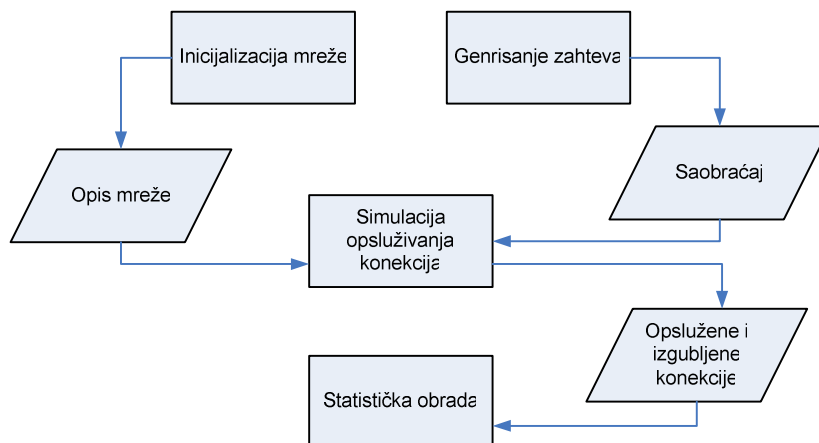 Inicijalizacija mreže
Genrisanje zahteva
Opis mreže
Saobraćaj
Simulacija
opsluživanja
konekcija
Opslužene i
izgubljene
konekcije
Statistička obrada